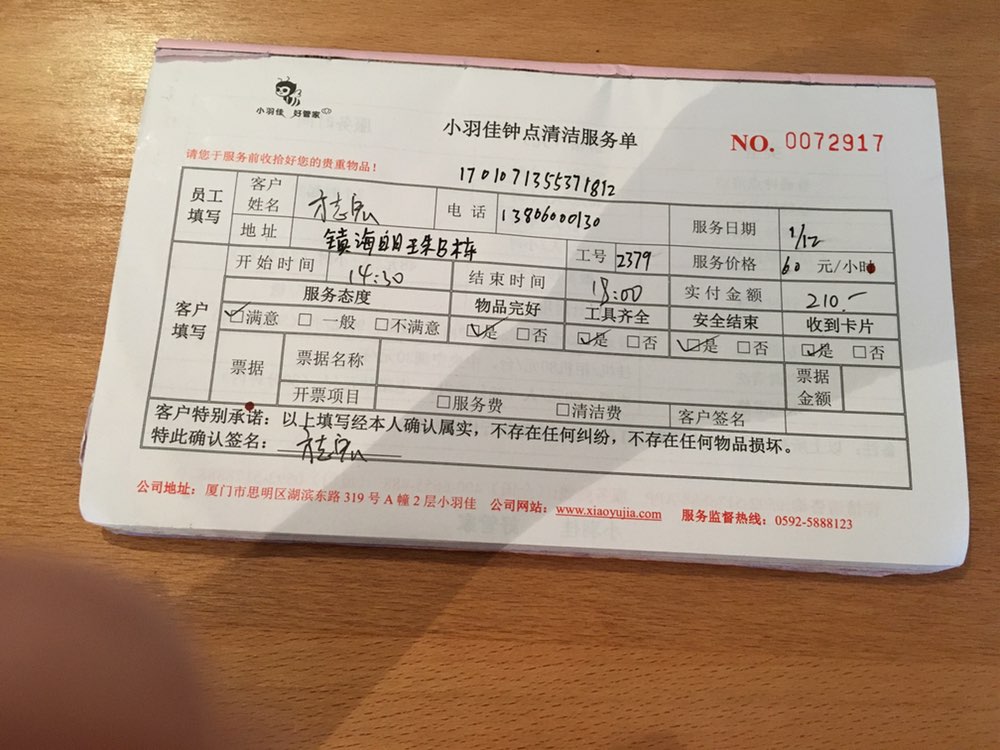 小羽佳 好管家
小羽佳钟点清洁服务单
NO. 0072917
请您于服务前收拾好您的贵重物品！
1701071355371812
员工填写 客户姓名 电话 13806000130 服务日期 1/12
地址 镇海明珠B栋 工号 2379 服务价格 60 元/小时
客户填写 开始时间 14:30 结束时间 18:00 实付金额 210.-
服务态度 物品完好 工具齐全 安全结束 收到卡片
☑满意 □一般 □不满意 ☑是 □否 ☑是 □否 ☑是 □否 ☑是 □否
票据 票据名称 票据金额
开票项目 □服务费 □清洁费 客户签名
客户特别承诺：以上填写经本人确认属实，不存在任何纠纷，不存在任何物品损坏。
特此确认签名：
公司地址：厦门市思明区湖滨东路 319 号 A 幢 2 层小羽佳 公司网站：www.xiaoyujia.com 服务监督热线：0592-5888123